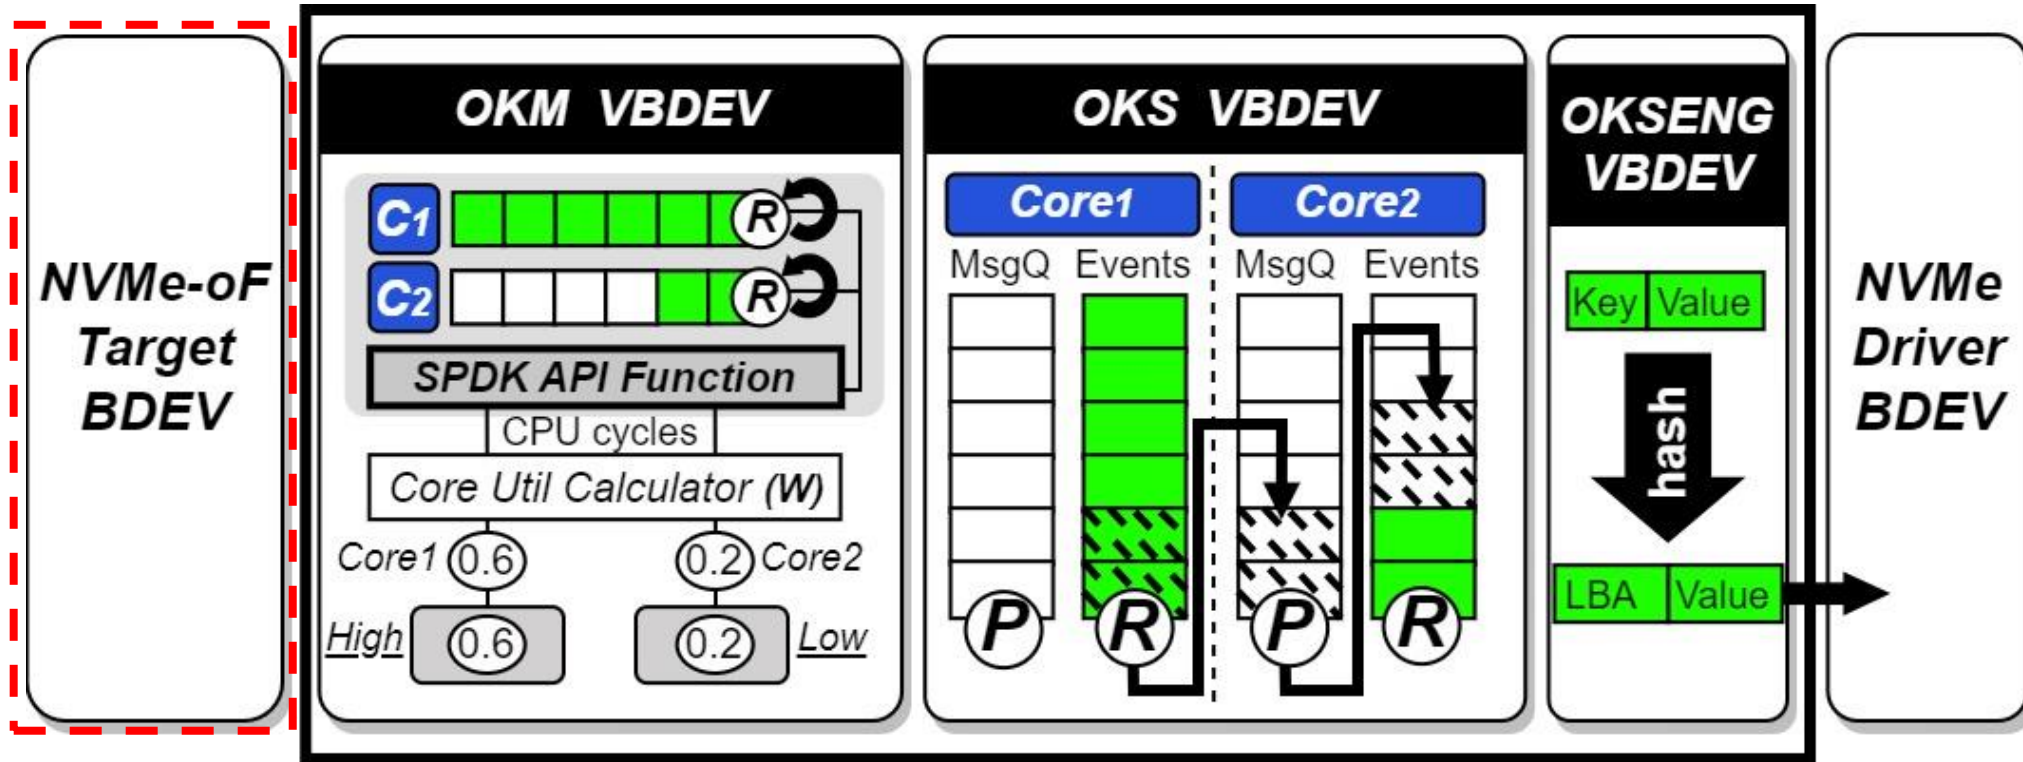 NVMe-oF
Target
BDEV
OKM VBDEV
C1
R
C2
R
SPDK API Function
CPU cycles
Core Util Calculator (W)
Core1
0.6
0.2
Core2
High
0.6
0.2
Low
OKS VBDEV
Core1
Core2
MsgQ
Events
MsgQ
Events
P
R
P
R
OKSENG
VBDEV
Key
Value
hash
LBA
Value
NVMe
Driver
BDEV